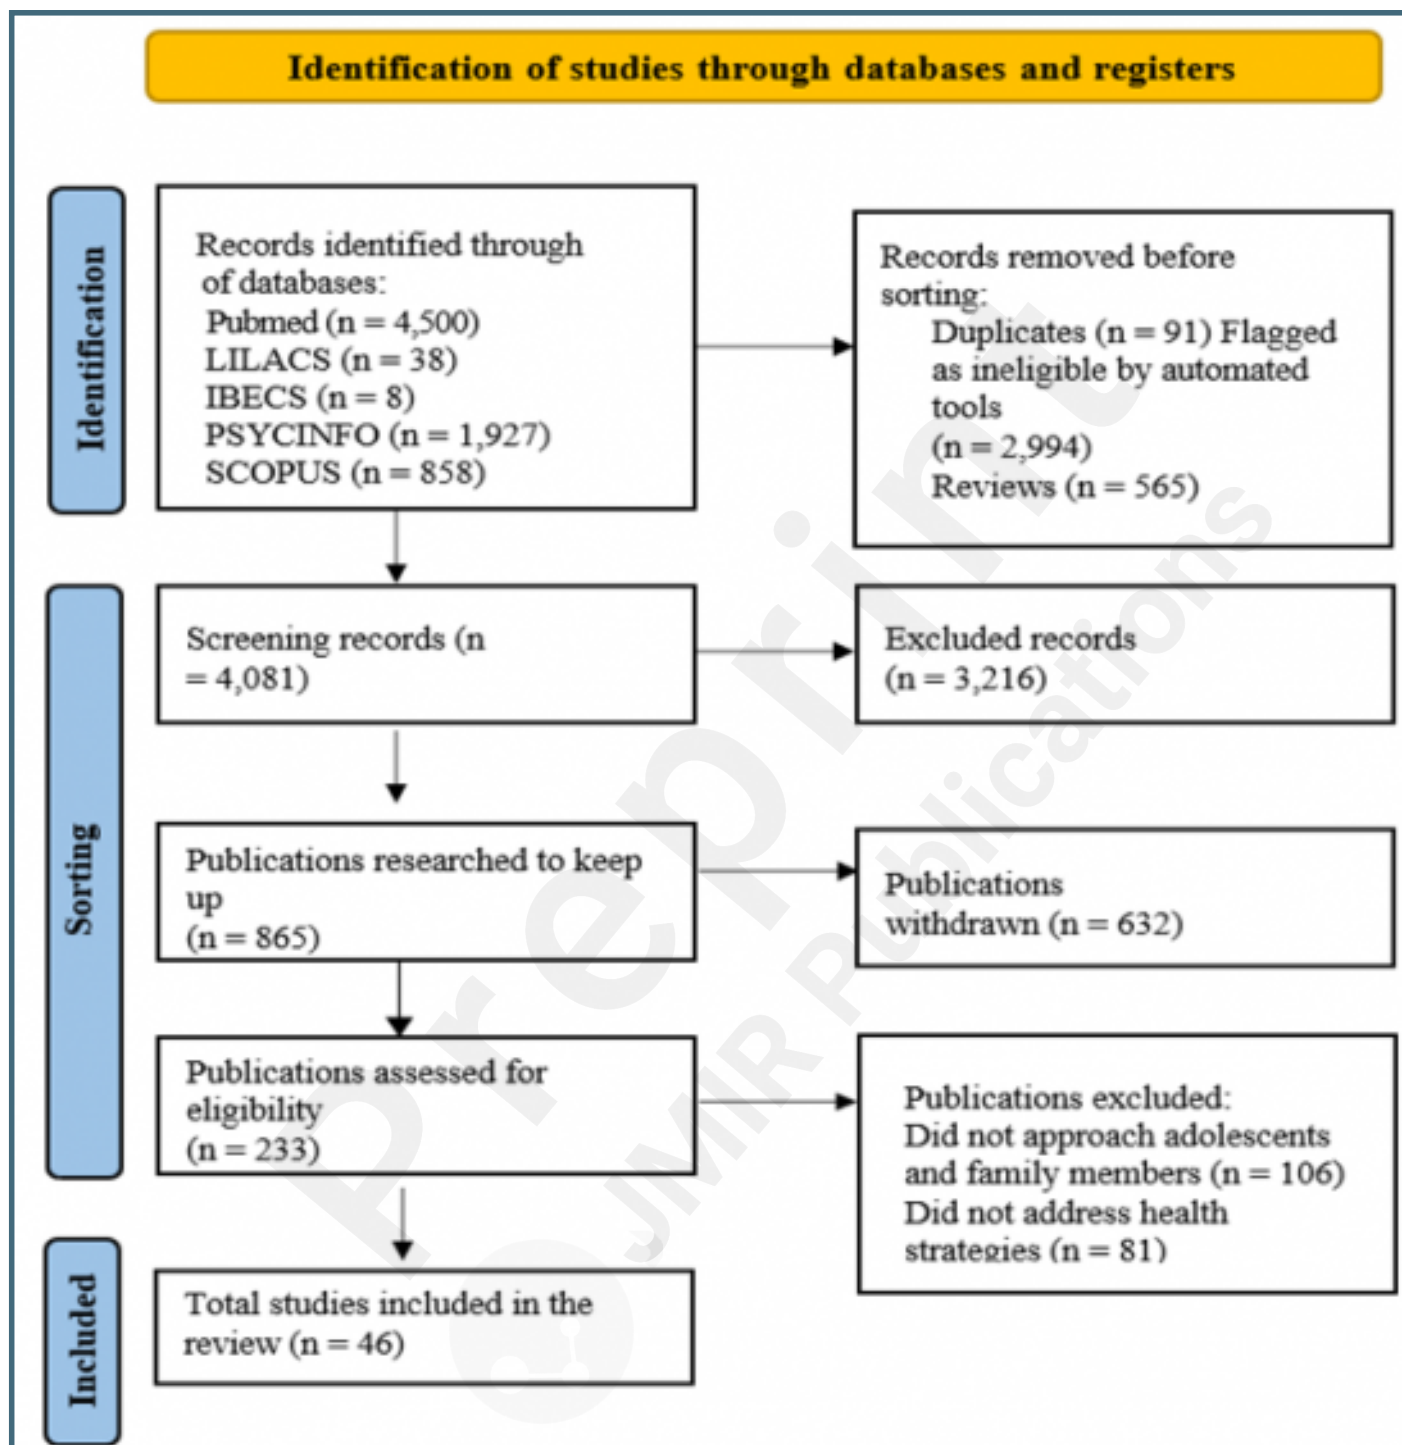 Identification of studies through databases and registers
Identification
Records identified through
of databases:
Pubmed (n = 4,500)
LILACS (n = 38)
IBECS (n = 8)
PSYCINFO (n = 1,927)
SCOPUS (n = 858)
Records removed before
sorting:
Duplicates (n = 91) Flagged
as ineligible by automated
tools
(n = 2,994)
Reviews (n = 565)
Sorting
Screening records (n
= 4,081)
Excluded records
(n = 3,216)
Publications researched to keep
up
(n = 865)
Publications
withdrawn (n = 632)
Publications assessed for
eligibility
(n = 233)
Publications excluded:
Did not approach adolescents
and family members (n = 106)
Did not address health
strategies (n = 81)
Included
Total studies included in the
review (n = 46)
Preprint
JMIR Publications